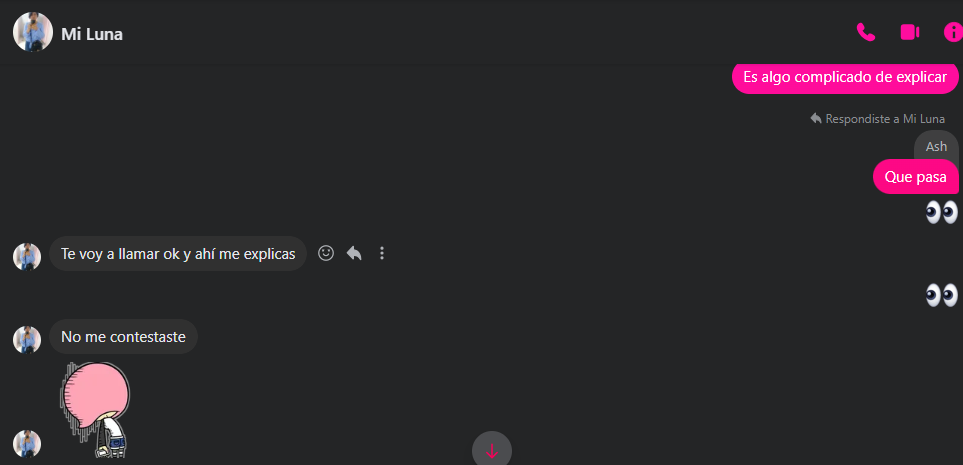 Mi Luna
Es algo complicado de explicar
Respondiste a Mi Luna
Ash
Que pasa
Te voy a llamar ok y ahí me explicas
No me contestaste